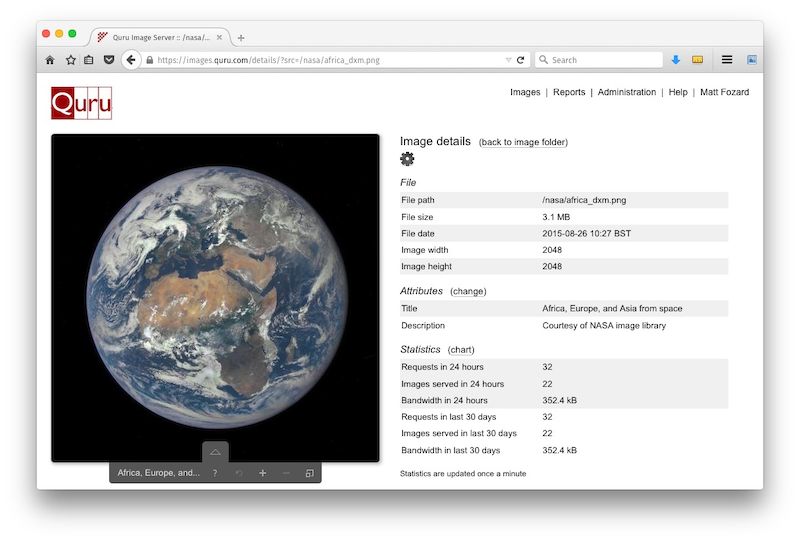 Quru Image Server :: /nasa/...
https://images.quru.com/details/?src=/nasa/africa_dxm.png
Search
Quru
Images | Reports | Administration | Help | Matt Fozard
Image details (back to image folder)
File
File path /nasa/africa_dxm.png
File size 3.1 MB
File date 2015-08-26 10:27 BST
Image width 2048
Image height 2048
Attributes (change)
Title Africa, Europe, and Asia from space
Description Courtesy of NASA image library
Statistics (chart)
Requests in 24 hours 32
Images served in 24 hours 22
Bandwidth in 24 hours 352.4 kB
Requests in last 30 days 32
Images served in last 30 days 22
Bandwidth in last 30 days 352.4 kB
Statistics are updated once a minute
Africa, Europe, and... ?